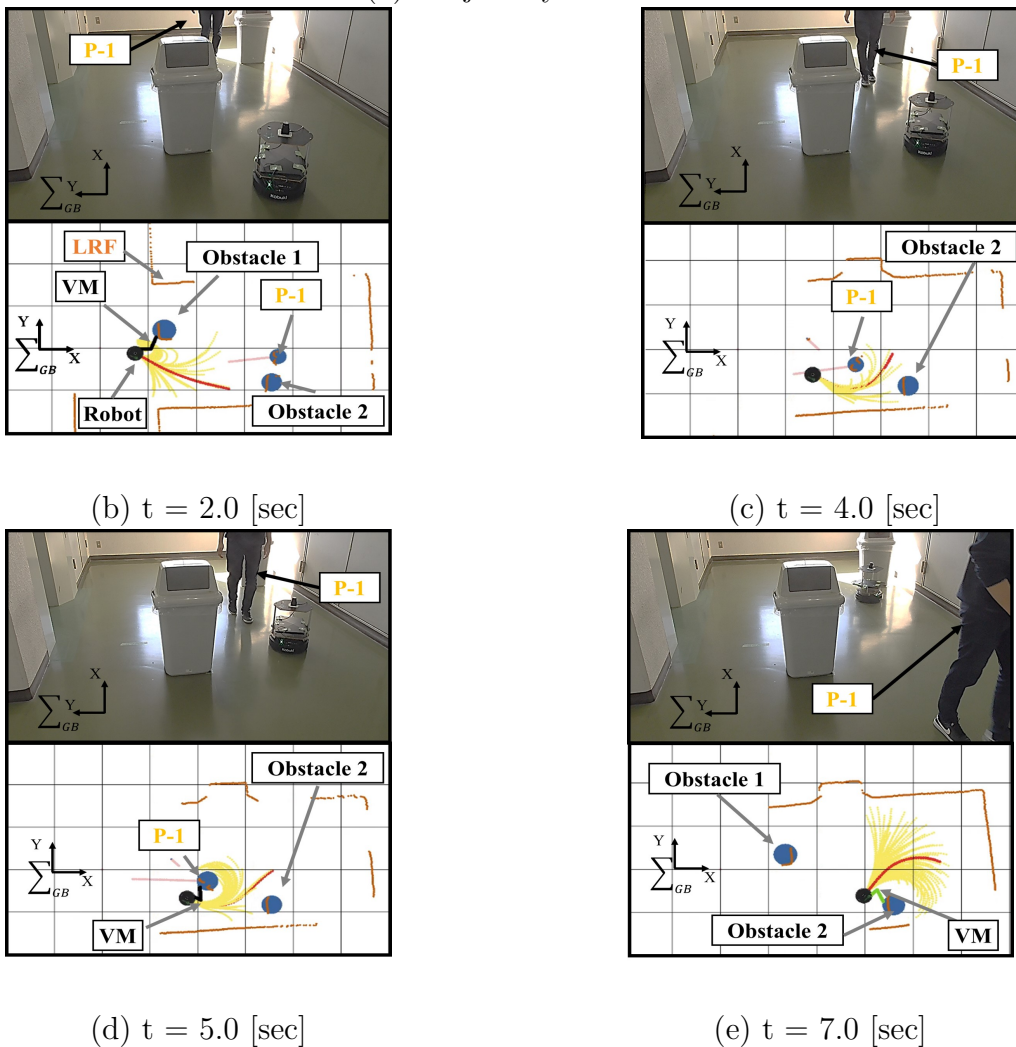 P-1
P-1
X
Y
∑GB
kobuki
X
Y
∑GB
LRF
Obstacle 1
VM
P-1
Y
X
∑GB
Robot
Obstacle 2
Obstacle 2
P-1
Y
X
∑GB
(b) t = 2.0 [sec]
(c) t = 4.0 [sec]
P-1
X
Y
∑GB
P-1
X
Y
∑GB
Obstacle 2
P-1
Y
X
∑GB
VM
Obstacle 1
Y
X
∑GB
Obstacle 2
VM
(d) t = 5.0 [sec]
(e) t = 7.0 [sec]